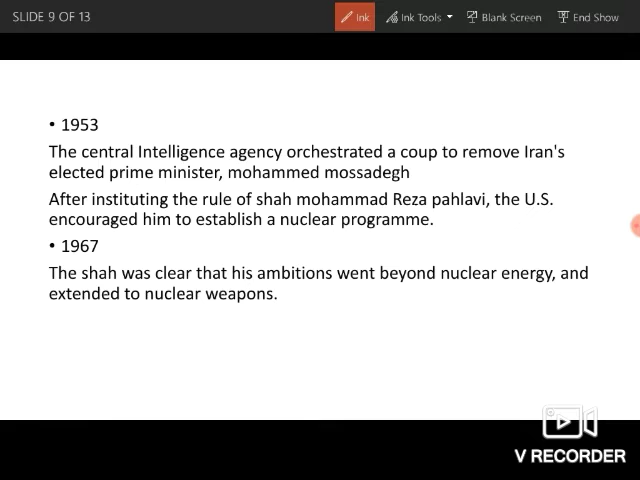 SLIDE 9 OF 13 Ink Ink Tools Blank Screen End Show
• 1953
The central Intelligence agency orchestrated a coup to remove Iran's
elected prime minister, mohammed mossadegh
After instituting the rule of shah mohammad Reza pahlavi, the U.S.
encouraged him to establish a nuclear programme.
• 1967
The shah was clear that his ambitions went beyond nuclear energy, and
extended to nuclear weapons.
V RECORDER